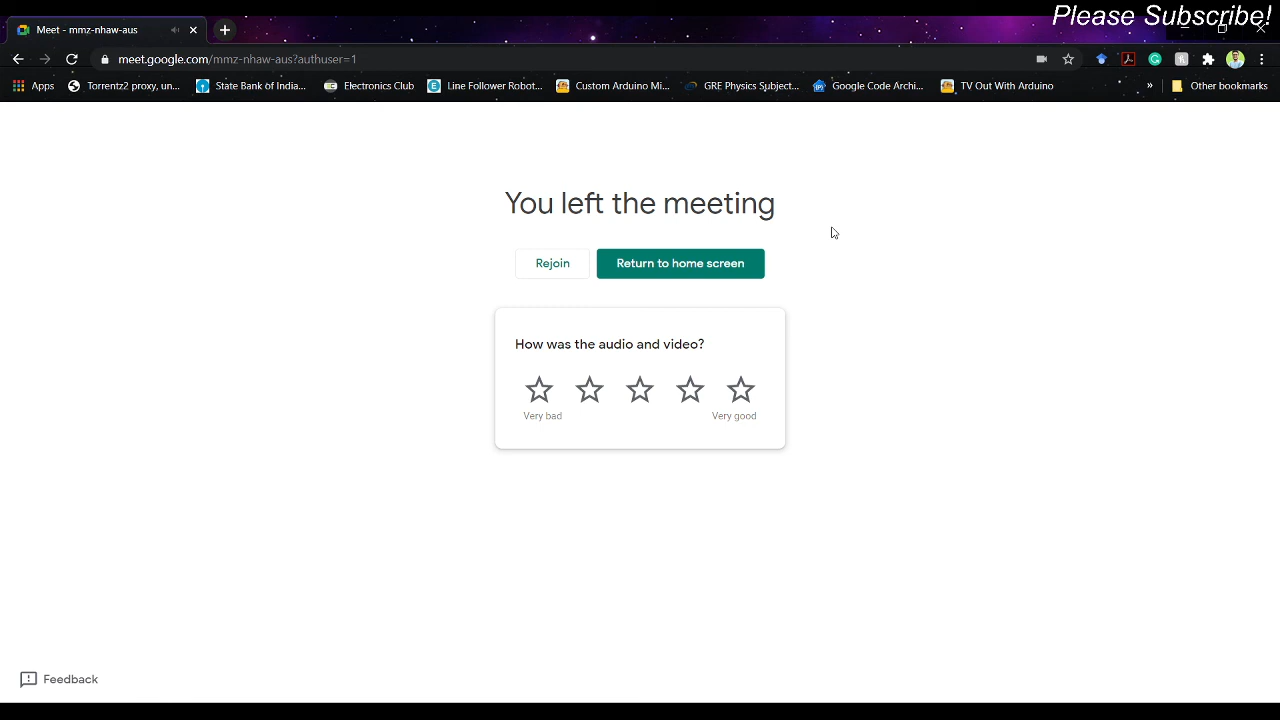 Please Subscribe!
Meet - mmz-nhaw-aus
meet.google.com/mmz-nhaw-aus?authuser=1
Apps Torrentz2 proxy, un... State Bank of India... Electronics Club Line Follower Robot... Custom Arduino Mi... GRE Physics Subject... Google Code Archi... TV Out With Arduino » Other bookmarks
You left the meeting
Rejoin Return to home screen
How was the audio and video?
Very bad Very good
Feedback